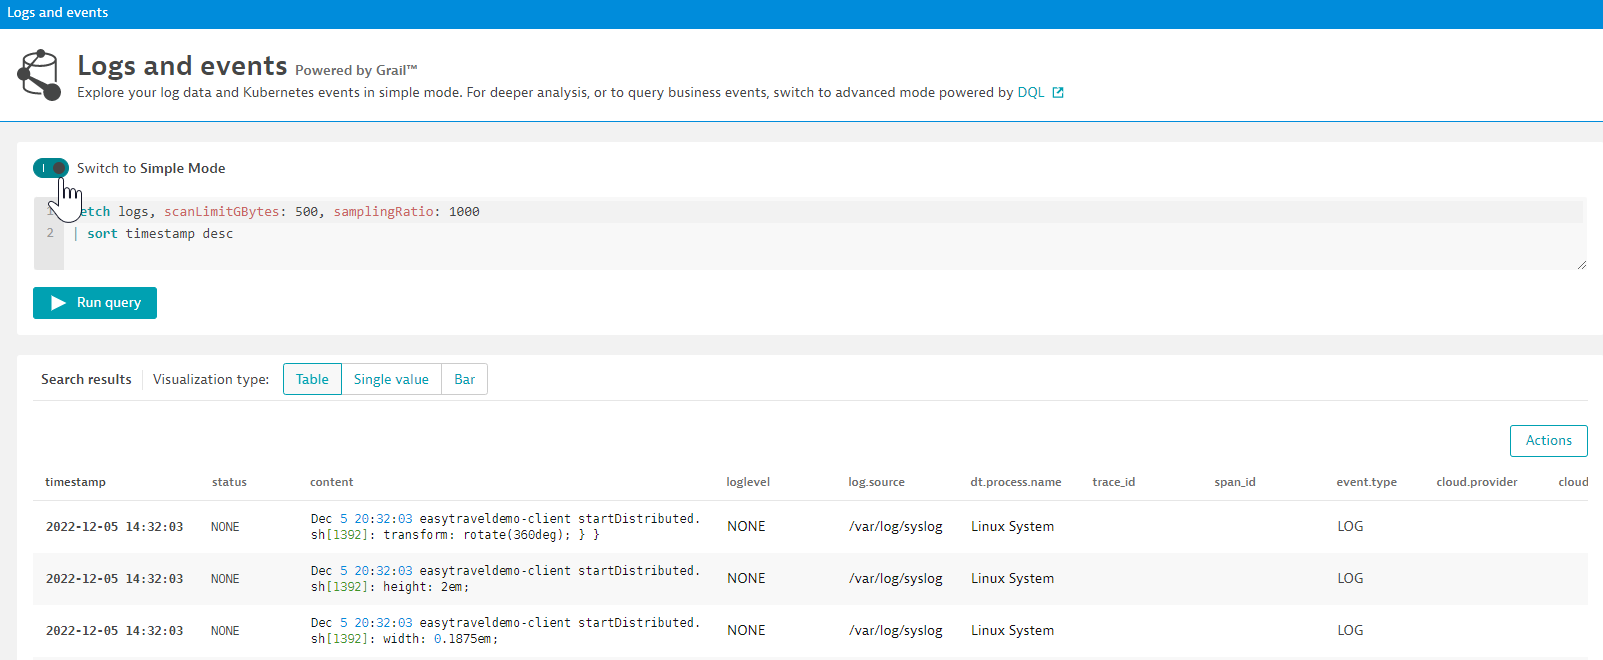 Logs and events
Logs and events Powered by Grail™
Explore your log data and Kubernetes events in simple mode. For deeper analysis, or to query business events, switch to advanced mode powered by DQL
Switch to Simple Mode
1 etch logs, scanLimitGBytes: 500, samplingRatio: 1000
2 | sort timestamp desc
Run query
Search results Visualization type: Table Single value Bar
Actions
timestamp status content loglevel log.source dt.process.name trace_id span_id event.type cloud.provider cloud
2022-12-05 14:32:03 NONE Dec 5 20:32:03 easytraveldemo-client startDistributed. NONE /var/log/syslog Linux System LOG
sh[1392]: transform: rotate(360deg); } }
2022-12-05 14:32:03 NONE Dec 5 20:32:03 easytraveldemo-client startDistributed. NONE /var/log/syslog Linux System LOG
sh[1392]: height: 2em;
2022-12-05 14:32:03 NONE Dec 5 20:32:03 easytraveldemo-client startDistributed. NONE /var/log/syslog Linux System LOG
sh[1392]: width: 0.1875em;